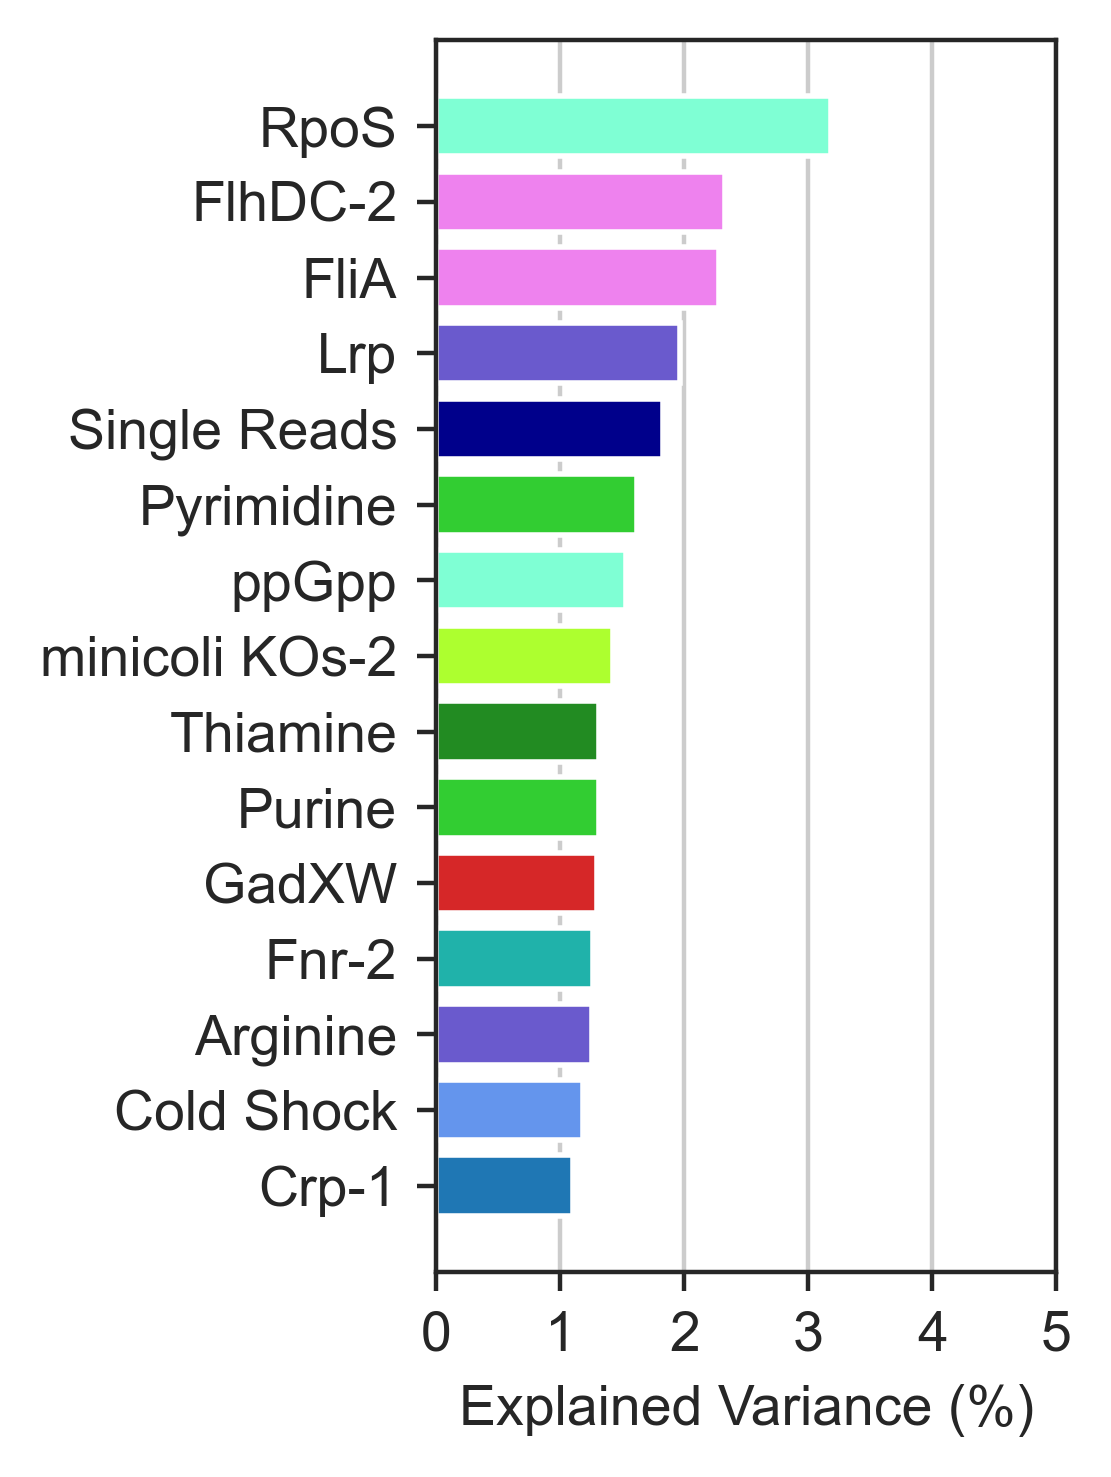 RpoS
FlhDC-2
FliA
Lrp
Single Reads
Pyrimidine
ppGpp
minicoli KOs-2
Thiamine
Purine
GadXW
Fnr-2
Arginine
Cold Shock
Crp-1
0 1 2 3 4 5
Explained Variance (%)